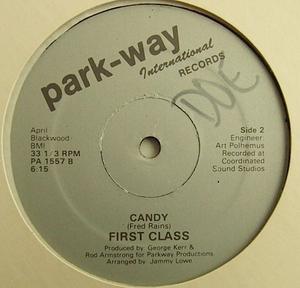 park-way
International
RECORDS
DOE
April
Blackwood
BMI
33 1/3 RPM
PA 1557 B
6:15
Side 2
Engineer:
Art Polhemus
Recorded at
Coordinated
Sound Studios
CANDY
(Fred Rains)
FIRST CLASS
Produced by: George Kerr &
Rod Armstrong for Parkway Productions
Arranged by: Jammy Lowe